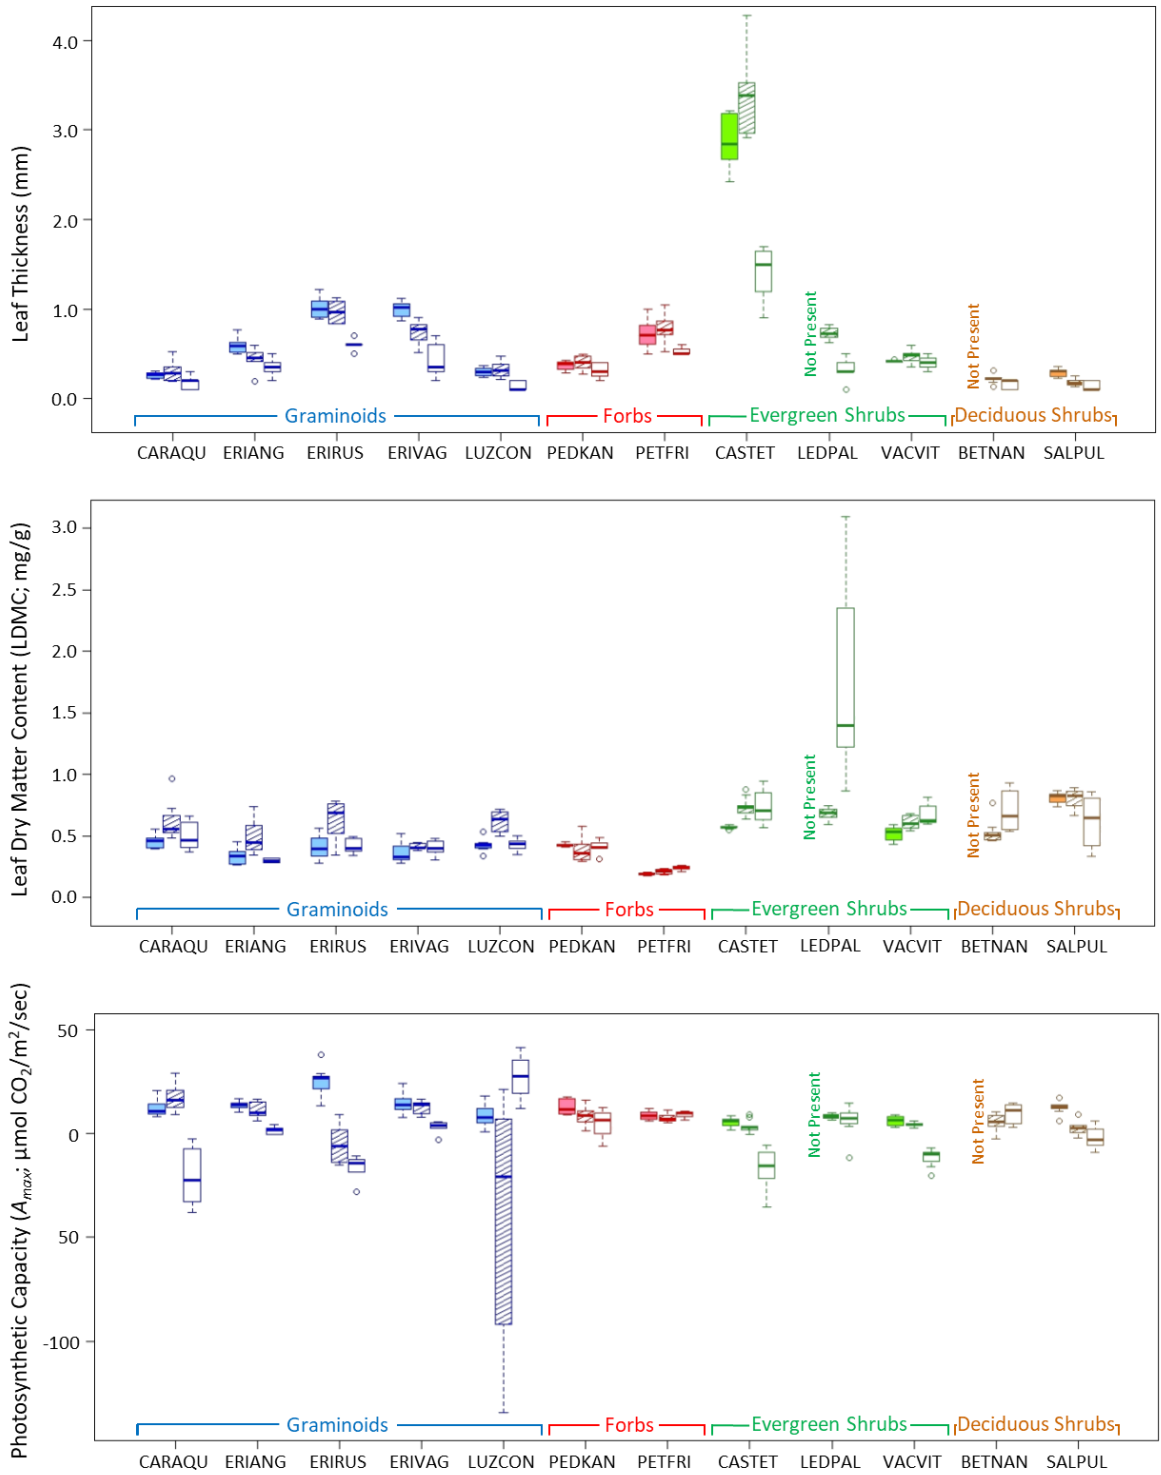 Leaf Thickness (mm)
4.0
3.0
2.0
1.0
0.0
Not Present
Not Present
Graminoids Forbs Evergreen Shrubs Deciduous Shrubs
CARAQU ERIANG ERIRUS ERIVAG LUZCON PEDKAN PETFRI CASTET LEDPAL VACVIT BETNAN SALPUL
Leaf Dry Matter Content (LDMC; mg/g)
3.0
2.5
2.0
1.5
1.0
0.5
0.0
Not Present
Not Present
Graminoids Forbs Evergreen Shrubs Deciduous Shrubs
CARAQU ERIANG ERIRUS ERIVAG LUZCON PEDKAN PETFRI CASTET LEDPAL VACVIT BETNAN SALPUL
Photosynthetic Capacity (Amax; µmol CO2/m2/sec)
50
0
50
-100
Not Present
Not Present
Graminoids Forbs Evergreen Shrubs Deciduous Shrubs
CARAQU ERIANG ERIRUS ERIVAG LUZCON PEDKAN PETFRI CASTET LEDPAL VACVIT BETNAN SALPUL